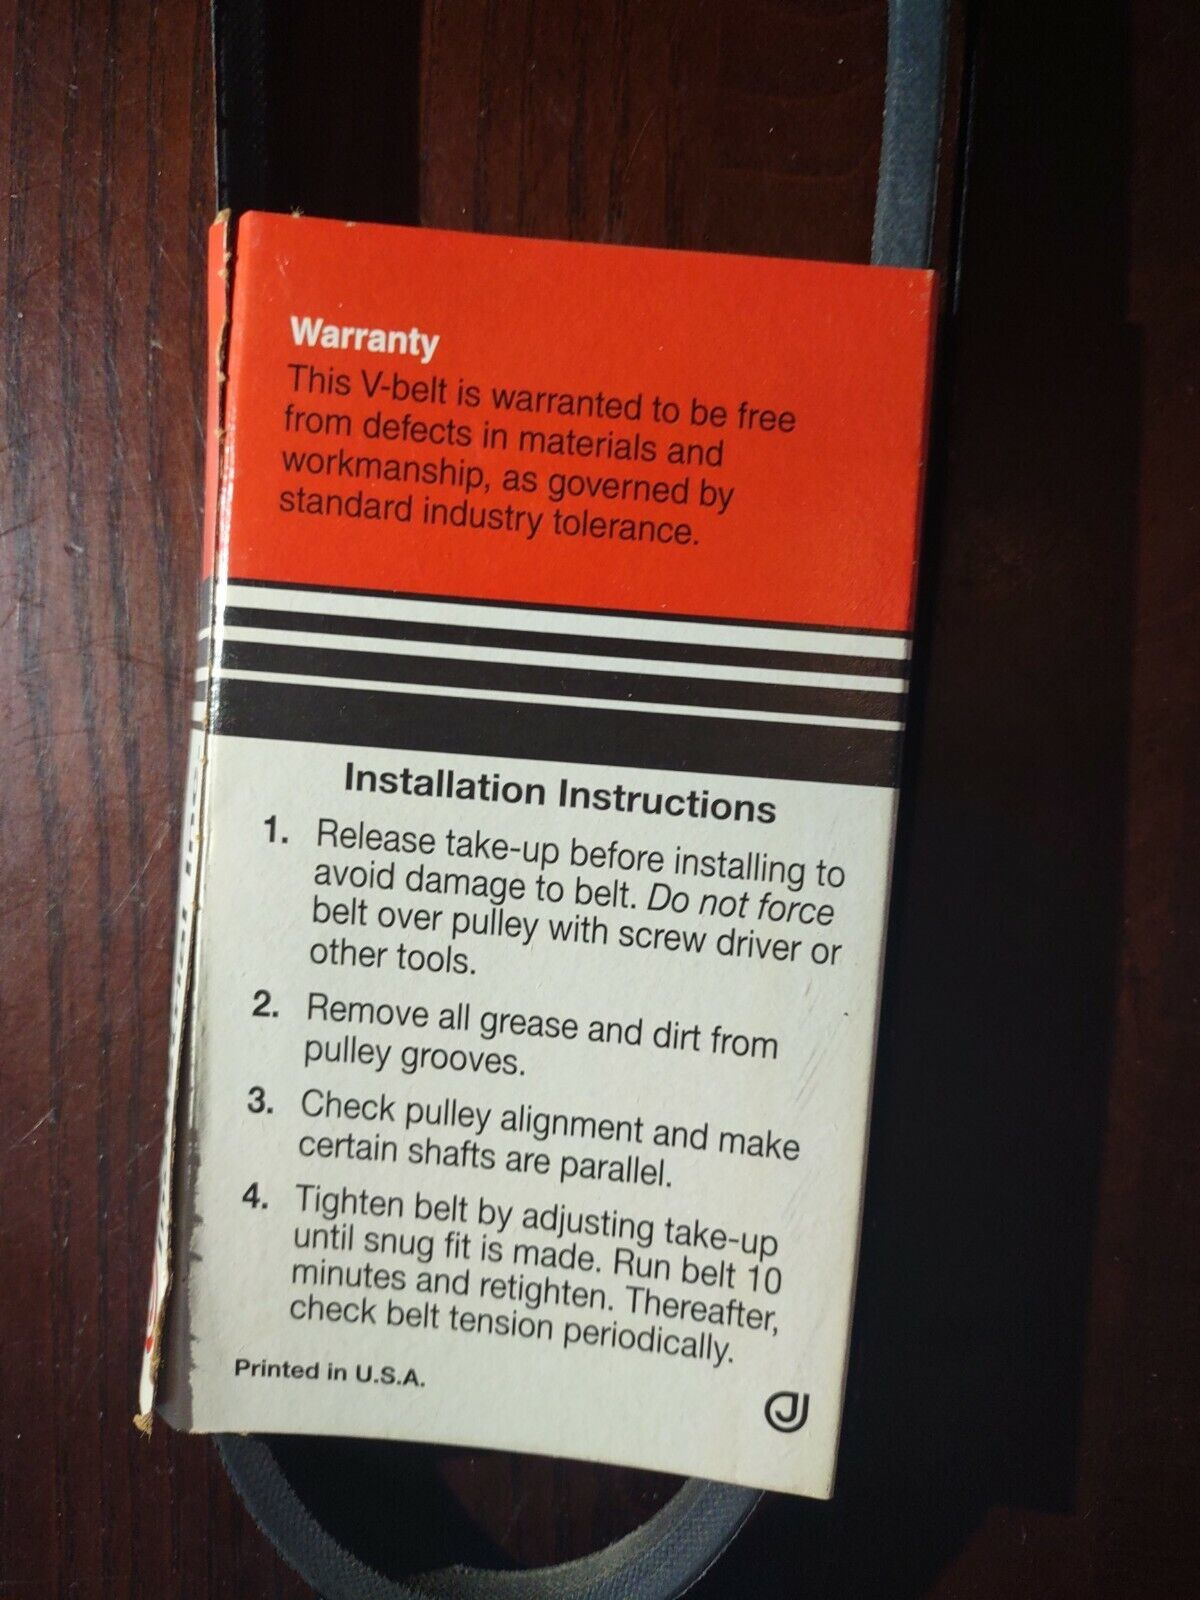 Warranty
This V-belt is warranted to be free
from defects in materials and
workmanship, as governed by
standard industry tolerance.
Installation Instructions
1. Release take-up before installing to
avoid damage to belt. Do not force
belt over pulley with screw driver or
other tools.
2. Remove all grease and dirt from
pulley grooves.
3. Check pulley alignment and make
certain shafts are parallel.
4. Tighten belt by adjusting take-up
until snug fit is made. Run belt 10
minutes and retighten. Thereafter,
check belt tension periodically.
Printed in U.S.A.